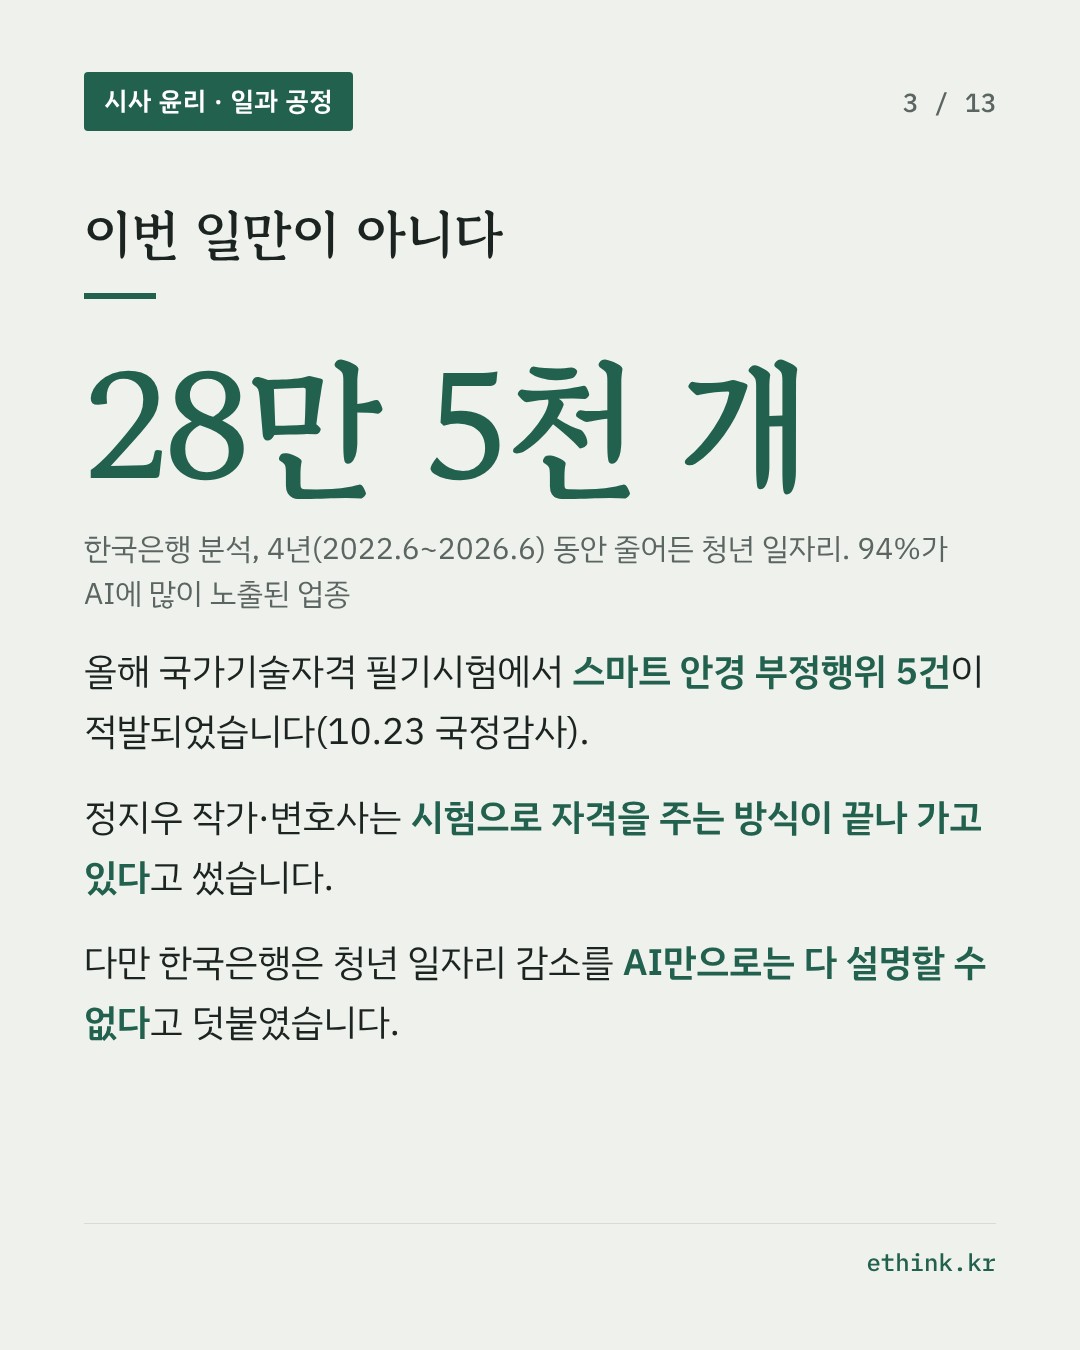 시사 윤리 · 일과 공정
3 / 13
이번 일만이 아니다
28만 5천 개
한국은행 분석, 4년(2022.6~2026.6) 동안 줄어든 청년 일자리. 94%가
AI에 많이 노출된 업종
올해 국가기술자격 필기시험에서 스마트 안경 부정행위 5건이
적발되었습니다(10.23 국정감사).
정지우 작가·변호사는 시험으로 자격을 주는 방식이 끝나 가고
있다고 썼습니다.
다만 한국은행은 청년 일자리 감소를 AI만으로는 다 설명할 수
없다고 덧붙였습니다.
ethink.kr